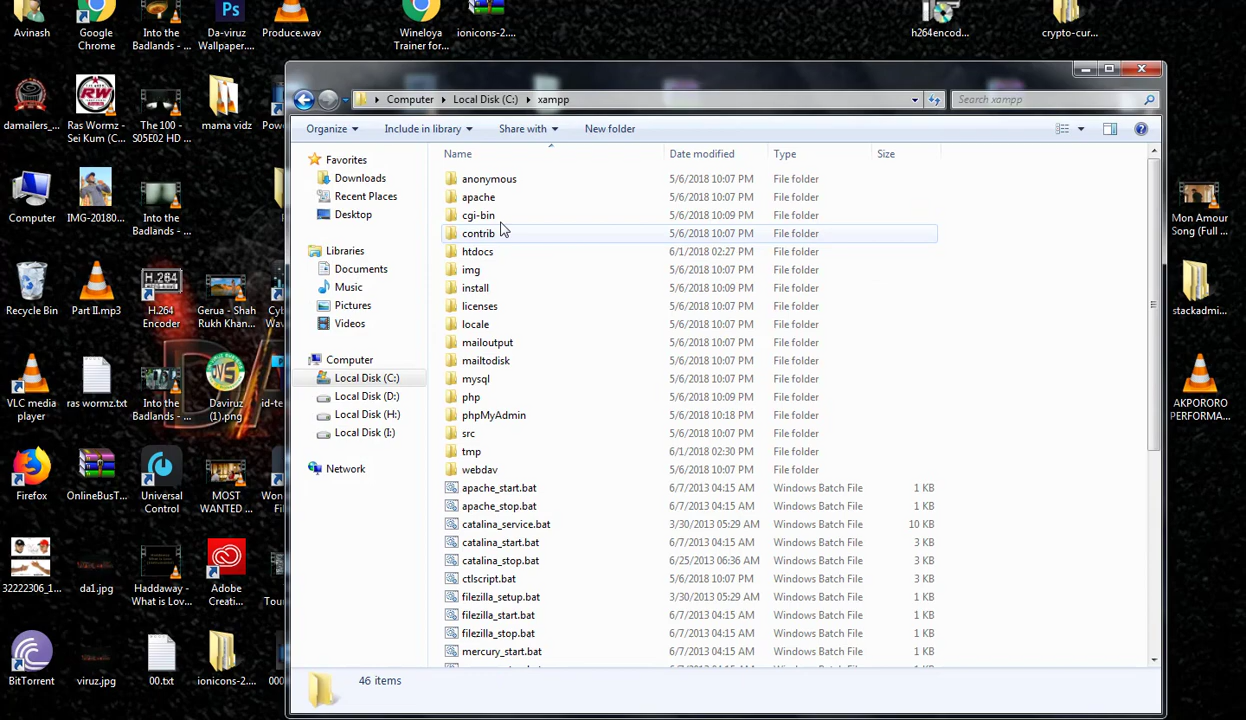 Avinash
Google
Chrome
Into the
Badlands - ...
Ps
Da-viruz
Wallpaper....
Produce.wav
Wineloya
Trainer for...
ionicons-2....
h264encod...
crypto-cur...
damailers_...
Ras Wormz -
Sei Kum (C...
The 100 -
S05E02 HD ...
mama vidz
Computer
IMG-20180...
Into the
Badlands - ...
Recycle Bin
Part II.mp3
H.264
H.264
Encoder
Gerua - Shah
Rukh Khan...
VLC media
player
ras wormz.txt
Into the
Badlands - ...
Daviruz
(1).png
Firefox
OnlineBusT...
Universal
Control
MOST
WANTED ...
32222306_1...
da1.jpg
Haddaway -
What is Lov...
Adobe
Creati...
BitTorrent
viruz.jpg
00.txt
ionicons-2....
Mon Amour
Song (Full ...
stackadmi...
AKPORORO
PERFORMA...
Computer
Local Disk (C:)
xampp
Search xampp
Organize
Include in library
Share with
New folder
Favorites
Downloads
Recent Places
Desktop
Libraries
Documents
Music
Pictures
Videos
Computer
Local Disk (C:)
Local Disk (D:)
Local Disk (H:)
Local Disk (I:)
Network
Name Date modified Type Size
anonymous 5/6/2018 10:07 PM File folder
apache 5/6/2018 10:07 PM File folder
cgi-bin 5/6/2018 10:09 PM File folder
contrib 5/6/2018 10:07 PM File folder
htdocs 6/1/2018 02:27 PM File folder
img 5/6/2018 10:07 PM File folder
install 5/6/2018 10:09 PM File folder
licenses 5/6/2018 10:07 PM File folder
locale 5/6/2018 10:07 PM File folder
mailoutput 5/6/2018 10:07 PM File folder
mailtodisk 5/6/2018 10:07 PM File folder
mysql 5/6/2018 10:07 PM File folder
php 5/6/2018 10:09 PM File folder
phpMyAdmin 5/6/2018 10:18 PM File folder
src 5/6/2018 10:07 PM File folder
tmp 6/1/2018 02:30 PM File folder
webdav 5/6/2018 10:07 PM File folder
apache_start.bat 6/7/2013 04:15 AM Windows Batch File 1 KB
apache_stop.bat 6/7/2013 04:15 AM Windows Batch File 1 KB
catalina_service.bat 3/30/2013 05:29 AM Windows Batch File 10 KB
catalina_start.bat 6/7/2013 04:15 AM Windows Batch File 3 KB
catalina_stop.bat 6/25/2013 06:36 AM Windows Batch File 3 KB
ctlscript.bat 5/6/2018 10:07 PM Windows Batch File 3 KB
filezilla_setup.bat 3/30/2013 05:29 AM Windows Batch File 1 KB
filezilla_start.bat 6/7/2013 04:15 AM Windows Batch File 1 KB
filezilla_stop.bat 6/7/2013 04:15 AM Windows Batch File 1 KB
mercury_start.bat 6/7/2013 04:15 AM Windows Batch File 1 KB
46 items